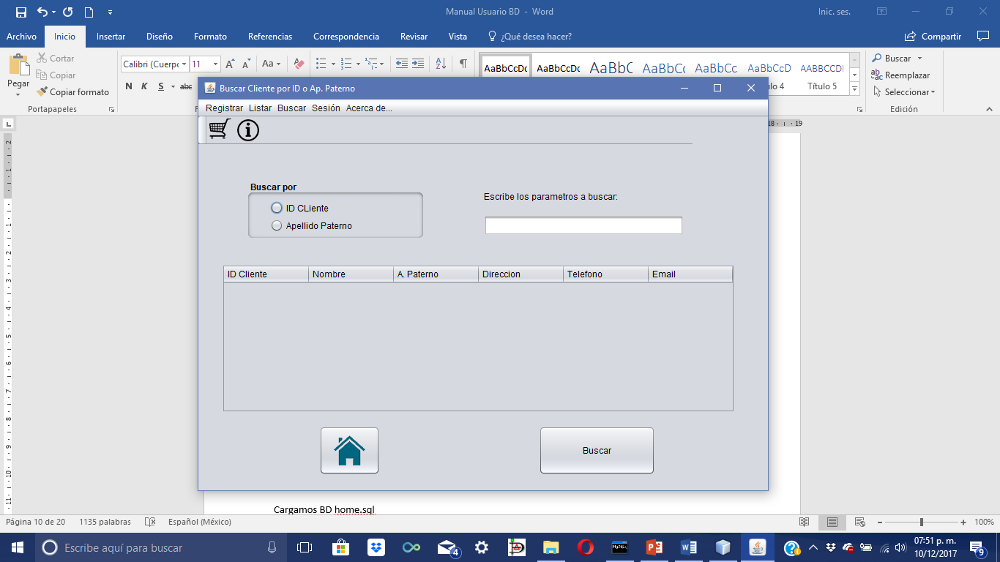 Manual Usuario BD - Word
Inic. ses.
Archivo Inicio Insertar Diseño Formato Referencias Correspondencia Revisar Vista ¿Qué desea hacer? Compartir
Pegar
Cortar
Copiar
Copiar formato
Portapapeles
Calibri (Cuerpo 11
Aa
N K S abc
AaBbCcDc AaBbCcDc AaBbC AaBbCc AaBbCc AaBbCcD AABBCCDI
lo 4 Título 5
Buscar
Reemplazar
Seleccionar
Edición
18 19
Buscar Cliente por ID o Ap. Paterno
Registrar Listar Buscar Sesión Acerca de...
Buscar por
ID CLiente
Apellido Paterno
Escribe los parametros a buscar:
ID Cliente Nombre A. Paterno Direccion Telefono Email
Buscar
Cargamos BD home.sql
Página 10 de 20 1135 palabras Español (México) 100%
Escribe aquí para buscar
4
MySQL
07:51 p. m.
10/12/2017
9